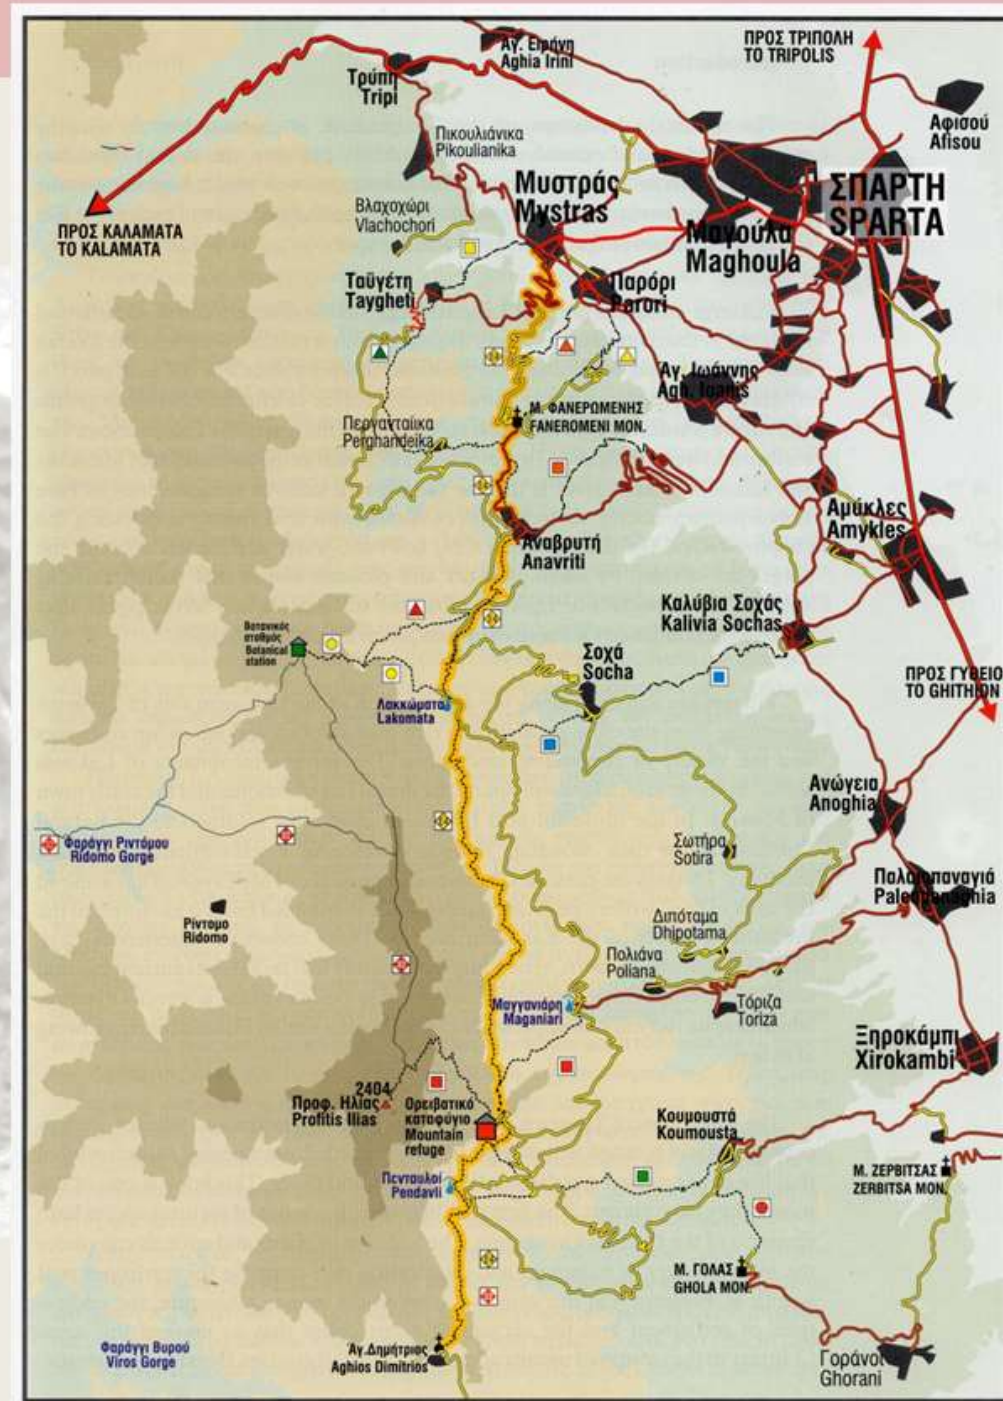 ΠΡΟΣ ΤΡΙΠΟΛΗ
TO TRIPOLIS
Αγ. Ειρήνη
Aghia Irini
Τρύπη
Tripi
Αφισού
Afisou
Πικουλιάνικα
Pikoulianika
Μυστράς
Mystras
ΣΠΑΡΤΗ
SPARTA
Βλαχοχώρι
Vlachochori
ΠΡΟΣ ΚΑΛΑΜΑΤΑ
TO KALAMATA
Μαγούλα
Maghoula
Ταϋγέτη
Taygheti
Παρόρι
Parori
Άγ. Ιωάννης
Agh. Ioanis
Μ. ΦΑΝΕΡΩΜΕΝΗΣ
FANEROMENI MON.
Περγανταίικα
Perghandeika
Αμύκλες
Amykles
Αναβρυτή
Anavriti
Καλύβια Σοχάς
Kalivia Sochas
Βοτανικός
σταθμός
Botanical
station
Σοχά
Socha
ΠΡΟΣ ΓΥΘΕΙΟ
TO GHITHION
Λακκώματα
Lakomata
Ανώγεια
Anoghia
Φαράγγι Ριντόμου
Ridomo Gorge
Σωτήρα
Sotira
Παλαιοπαναγιά
Paleopanaghia
Ρίντομο
Ridomo
Διπόταμα
Dhipotama
Πολιάνα
Poliana
Μαγγανιάρη
Maganiari
Τόριζα
Toriza
Ξηροκάμπι
Xirokambi
2404
Προφ. Ηλίας
Profitis Ilias
Ορειβατικό
καταφύγιο
Mountain
refuge
Κουμουστά
Koumousta
Πενταυλοί
Pendavli
Μ. ΖΕΡΒΙΤΣΑΣ
ZERBITSA MON.
Μ. ΓΟΛΑΣ
GHOLA MON.
Φαράγγι Βυρού
Viros Gorge
Άγ.Δημήτριος
Aghios Dimitrios
Γοράνοι
Ghorani